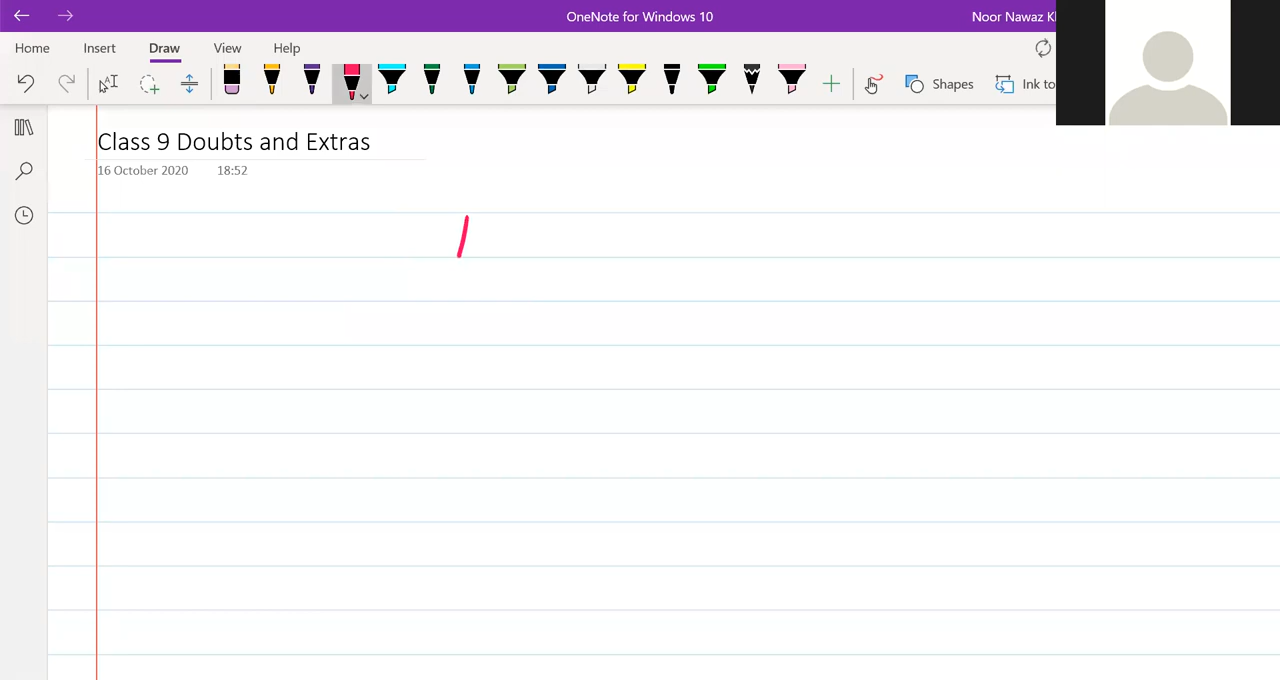 OneNote for Windows 10
Noor Nawaz
Home Insert Draw View Help
Shapes Ink to
Class 9 Doubts and Extras
16 October 2020 18:52